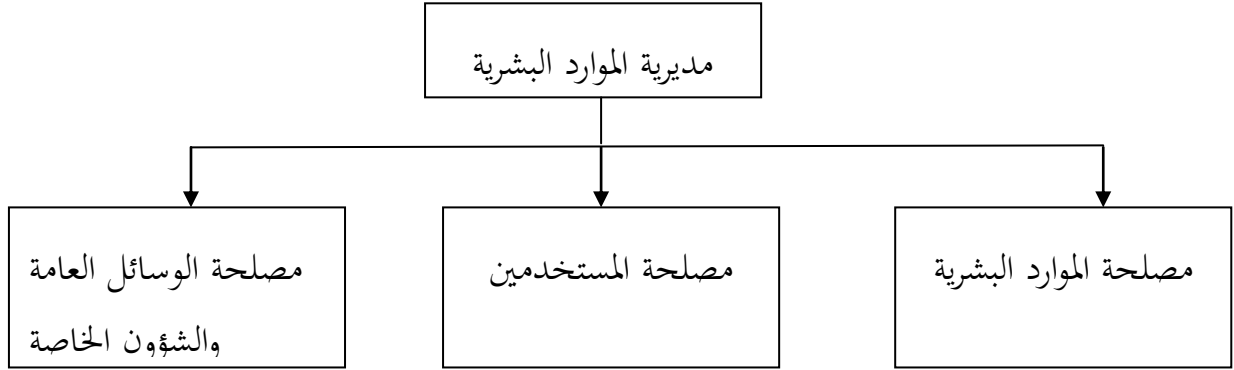 مديرية الموارد البشرية
مصلحة الموارد البشرية
مصلحة المستخدمين
مصلحة الوسائل العامة
والشؤون الخاصة